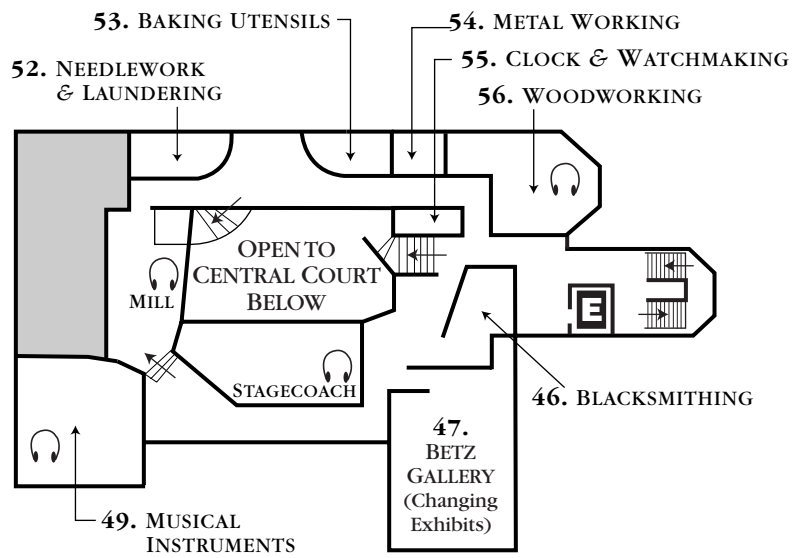 53. BAKING UTENSILS
54. METAL WORKING
52. NEEDLEWORK
& LAUNDERING
55. CLOCK & WATCHMAKING
56. WOODWORKING
OPEN TO
CENTRAL COURT
BELOW
MILL
E
STAGECOACH
46. BLACKSMITHING
47.
BETZ
GALLERY
(Changing
Exhibits)
49. MUSICAL
INSTRUMENTS